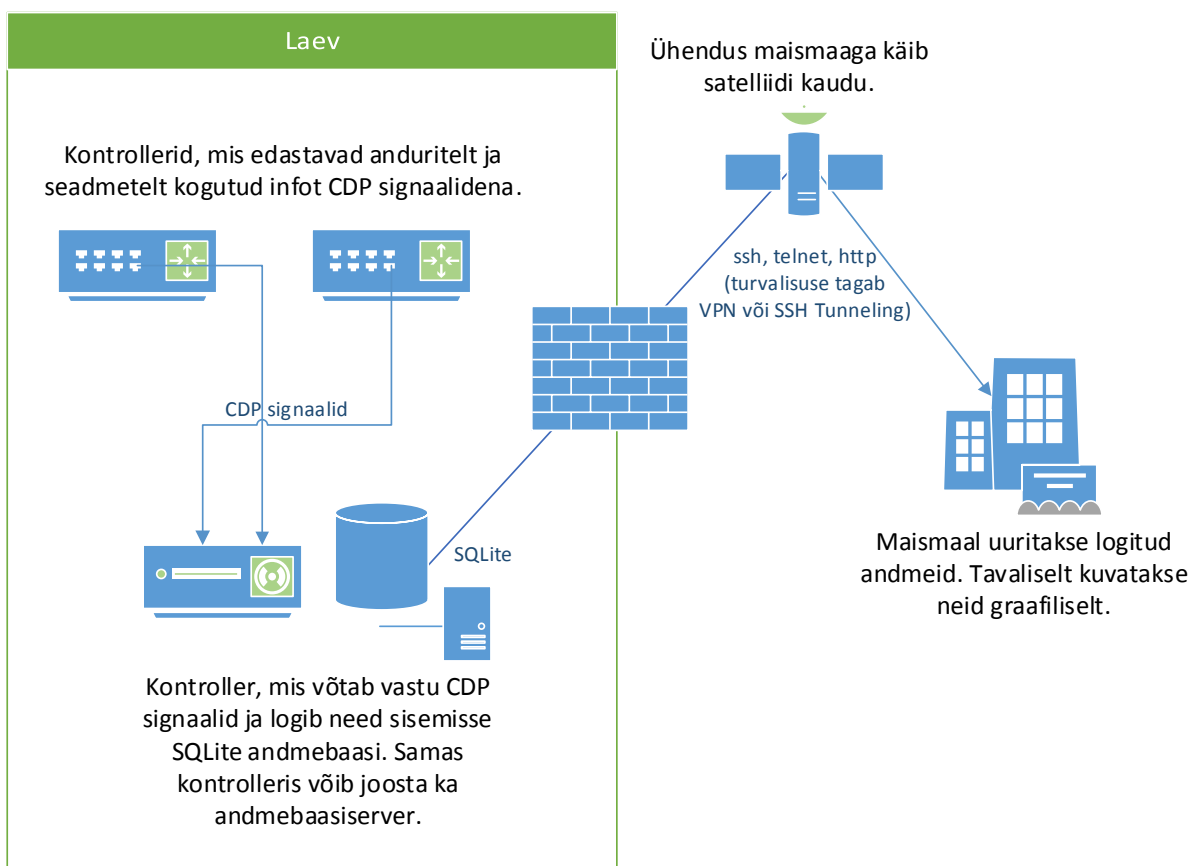 Laev
Ühendus maismaaga käib
satelliidi kaudu.
Kontrollerid, mis edastavad anduritelt ja
seadmetelt kogutud infot CDP signaalidena.
ssh, telnet, http
(turvalisuse tagab
VPN või SSH Tunneling)
CDP signaalid
SQLite
Maismaal uuritakse logitud
andmeid. Tavaliselt kuvatakse
neid graafiliselt.
Kontroller, mis võtab vastu CDP
signaalid ja logib need sisemisse
SQLite andmebaasi. Samas
kontrolleris võib joosta ka
andmebaasiserver.